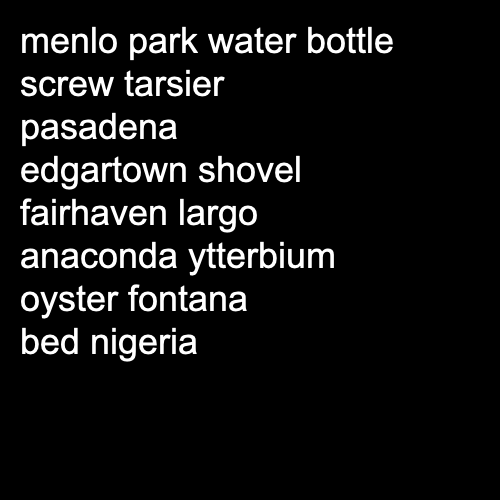 menlo park water bottle
screw tarsier
pasadena
edgartown shovel
fairhaven largo
anaconda ytterbium
oyster fontana
bed nigeria